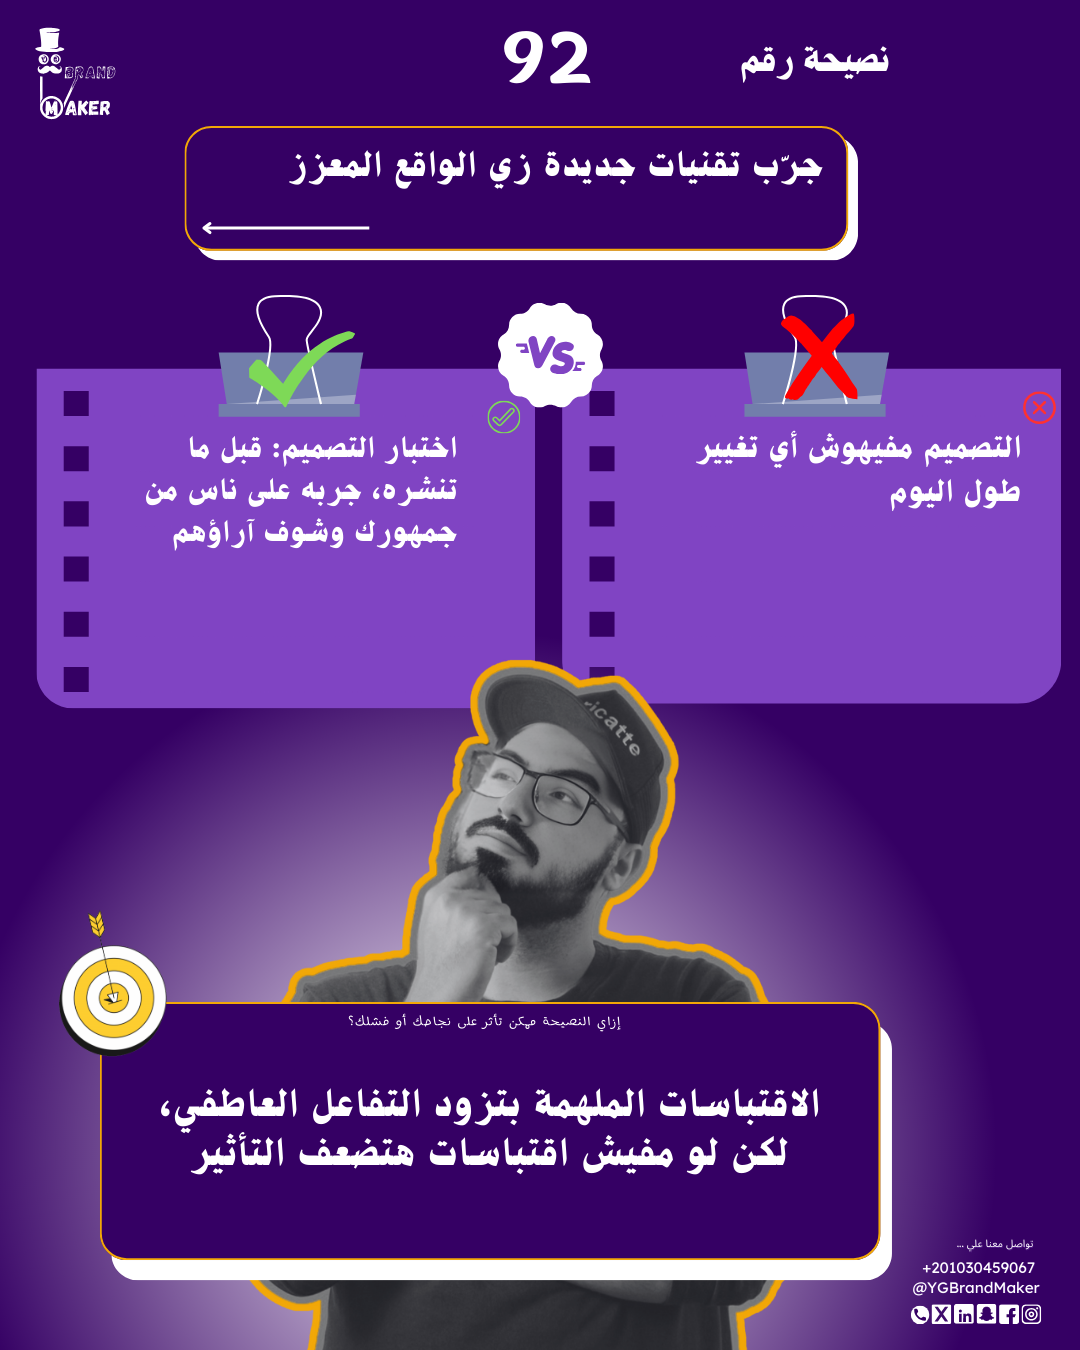 BRAND
MAKER
نصيحة رقم 92
جرّب تقنيات جديدة زي الواقع المعزز
VS
التصميم مفيهوش أي تغيير
طول اليوم
اختبار التصميم: قبل ما
تنشره، جربه على ناس من
جمهورك وشوف آراؤهم
icatte
إزاي النصيحة ممكن تأثر على نجاحك أو فشلك؟
الاقتباسات الملهمة بتزود التفاعل العاطفي،
لكن لو مفيش اقتباسات هتضعف التأثير
تواصل معنا علي ...
+201030459067
@YGBrandMaker